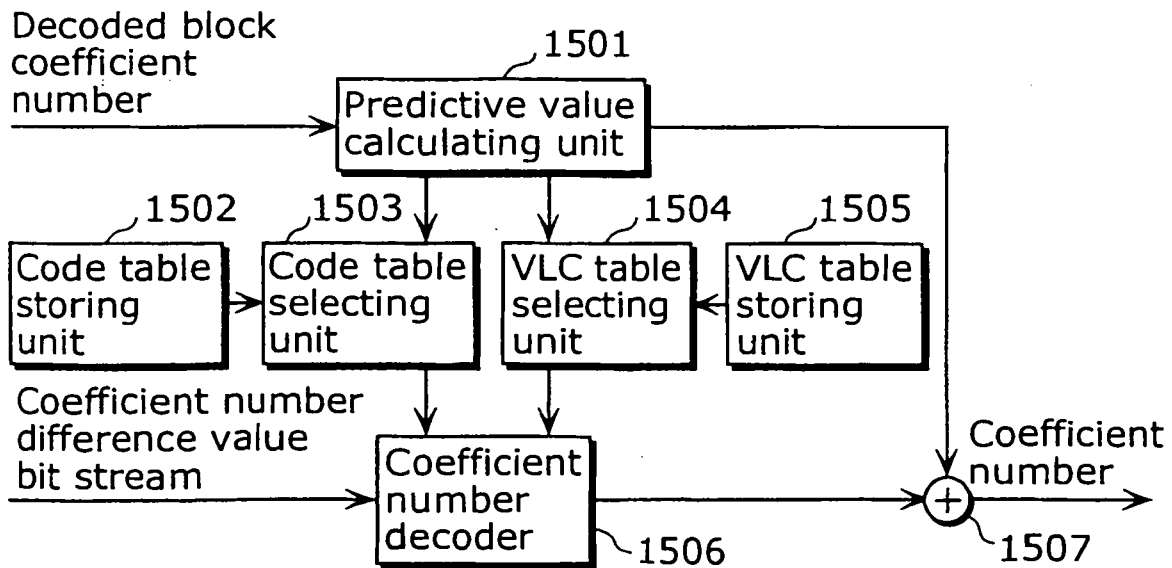 Decoded block
coefficient
number
1501
Predictive value
calculating unit
1502
1503
1504
1505
Code table
storing
unit
Code table
selecting
unit
VLC table
selecting
unit
VLC table
storing
unit
Coefficient number
difference value
bit stream
Coefficient
number
decoder
1506
+
Coefficient
number
1507